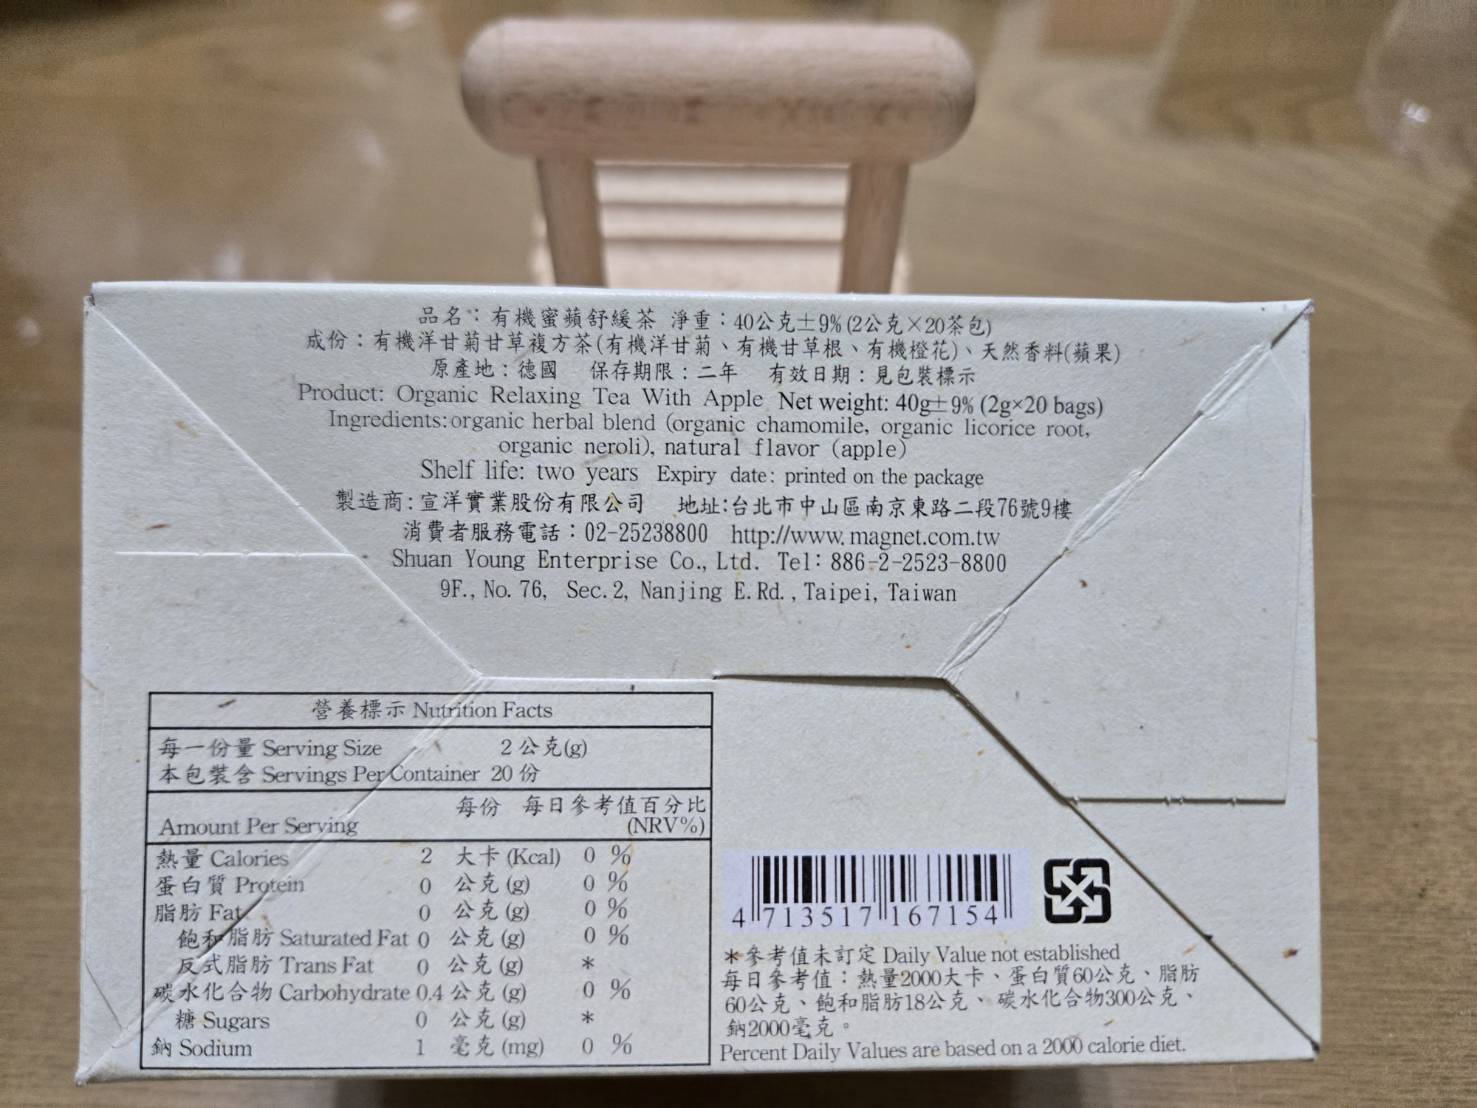 品名：有機蜜蘋舒緩茶 淨重：40公克±9%(2公克×20茶包)
成份：有機洋甘菊甘草複方茶(有機洋甘菊、有機甘草根、有機橙花)、天然香料(蘋果)
原產地：德國 保存期限：二年 有效日期：見包裝標示
Product: Organic Relaxing Tea With Apple Net weight: 40g±9% (2g×20 bags)
Ingredients:organic herbal blend (organic chamomile, organic licorice root,
organic neroli), natural flavor (apple)
Shelf life: two years Expiry date: printed on the package
製造商:宣洋實業股份有限公司 地址:台北市中山區南京東路二段76號9樓
消費者服務電話：02-25238800 http://www.magnet.com.tw
Shuan Young Enterprise Co., Ltd. Tel: 886-2-2523-8800
9F., No. 76, Sec. 2, Nanjing E. Rd., Taipei, Taiwan
營養標示 Nutrition Facts
每一份量 Serving Size 2 公克(g)
本包裝含 Servings Per Container 20 份
每份 每日參考值百分比
Amount Per Serving (NRV%)
熱量 Calories 2 大卡 (Kcal) 0 %
蛋白質 Protein 0 公克 (g) 0 %
脂肪 Fat 0 公克 (g) 0 %
飽和脂肪 Saturated Fat 0 公克 (g) 0 %
反式脂肪 Trans Fat 0 公克 (g) *
碳水化合物 Carbohydrate 0.4 公克 (g) 0 %
糖 Sugars 0 公克 (g) *
鈉 Sodium 1 毫克 (mg) 0 %
4 713517 167154
*參考值未訂定 Daily Value not established
每日參考值：熱量2000大卡、蛋白質60公克、脂肪
60公克、飽和脂肪18公克、碳水化合物300公克、
鈉2000毫克。
Percent Daily Values are based on a 2000 calorie diet.